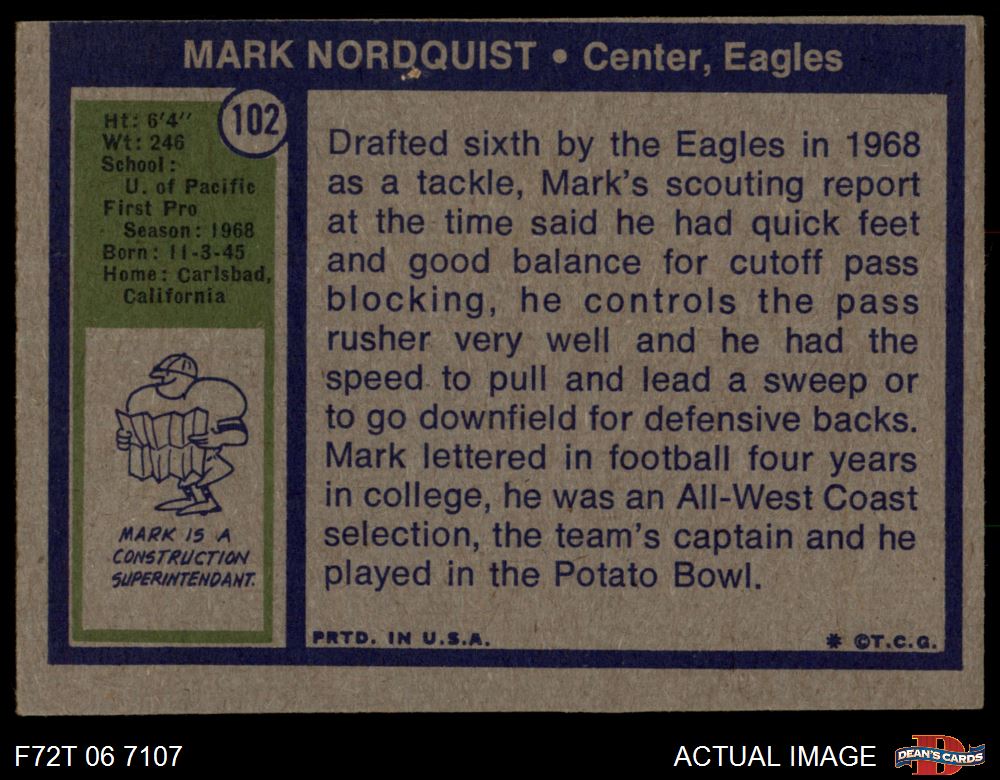 MARK NORDQUIST • Center, Eagles
102
Ht: 6'4''
Wt: 246
School:
U. of Pacific
First Pro
Season: 1968
Born: 11-3-45
Home: Carlsbad,
California
MARK IS A
CONSTRUCTION
SUPERINTENDANT.
Drafted sixth by the Eagles in 1968
as a tackle, Mark's scouting report
at the time said he had quick feet
and good balance for cutoff pass
blocking, he controls the pass
rusher very well and he had the
speed to pull and lead a sweep or
to go downfield for defensive backs.
Mark lettered in football four years
in college, he was an All-West Coast
selection, the team's captain and he
played in the Potato Bowl.
PRTD. IN U.S.A.
* ©T.C.G.
F72T 06 7107
ACTUAL IMAGE
D
DEAN'S CARDS